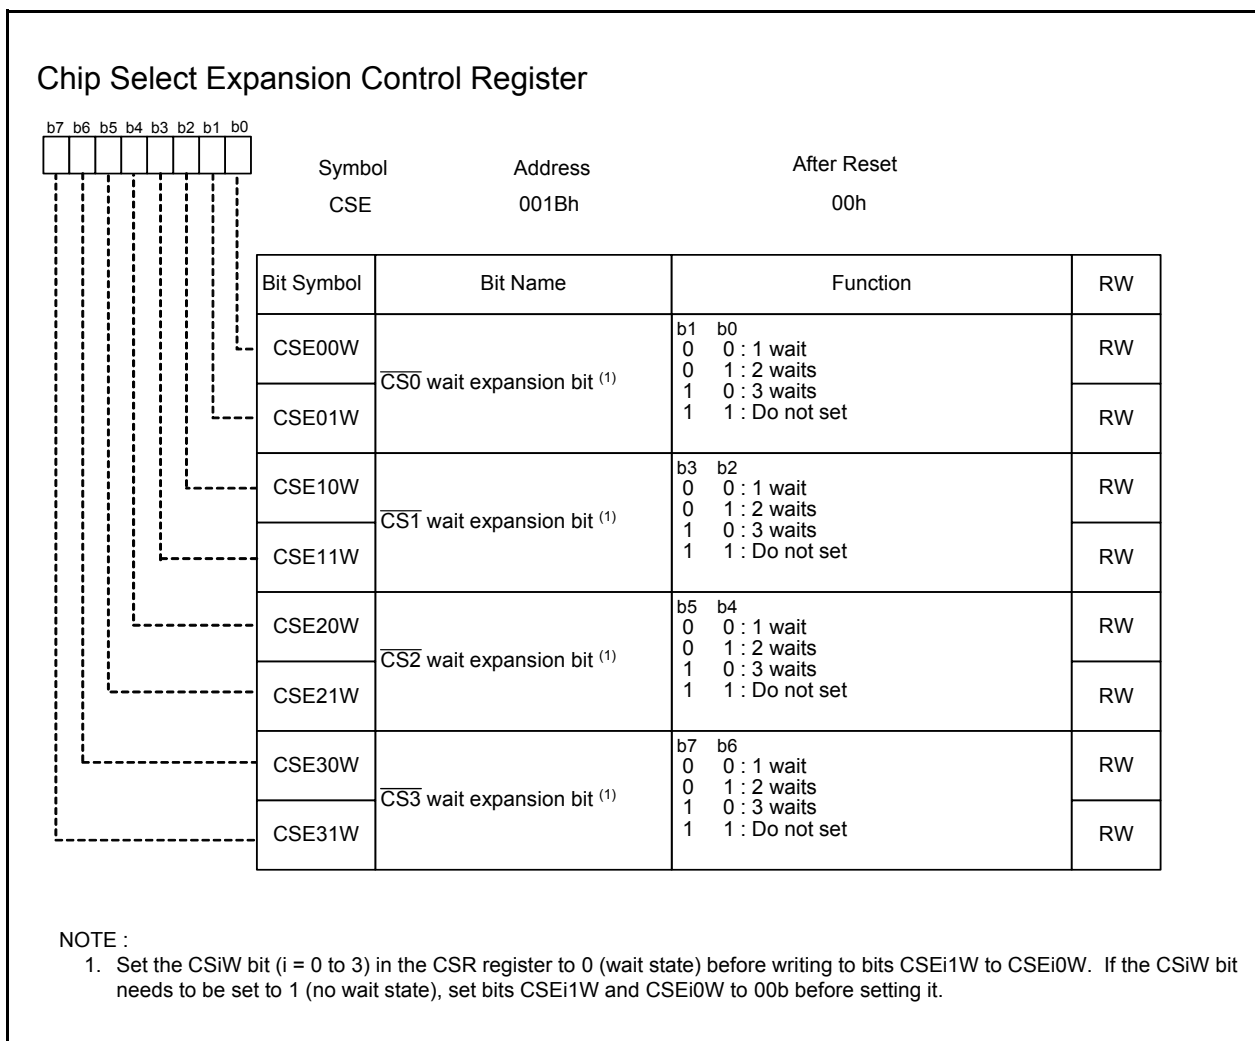 Chip Select Expansion Control Register
b7 b6 b5 b4 b3 b2 b1 b0
Symbol Address After Reset
CSE 001Bh 00h
Bit Symbol Bit Name Function RW
CSE00W CS0 wait expansion bit (1) b1 b0 RW
0 0 : 1 wait
0 1 : 2 waits
1 0 : 3 waits
1 1 : Do not set
CSE01W RW
CSE10W CS1 wait expansion bit (1) b3 b2 RW
0 0 : 1 wait
0 1 : 2 waits
1 0 : 3 waits
1 1 : Do not set
CSE11W RW
CSE20W CS2 wait expansion bit (1) b5 b4 RW
0 0 : 1 wait
0 1 : 2 waits
1 0 : 3 waits
1 1 : Do not set
CSE21W RW
CSE30W CS3 wait expansion bit (1) b7 b6 RW
0 0 : 1 wait
0 1 : 2 waits
1 0 : 3 waits
1 1 : Do not set
CSE31W RW
NOTE :
1. Set the CSiW bit (i = 0 to 3) in the CSR register to 0 (wait state) before writing to bits CSEi1W to CSEi0W. If the CSiW bit
needs to be set to 1 (no wait state), set bits CSEi1W and CSEi0W to 00b before setting it.